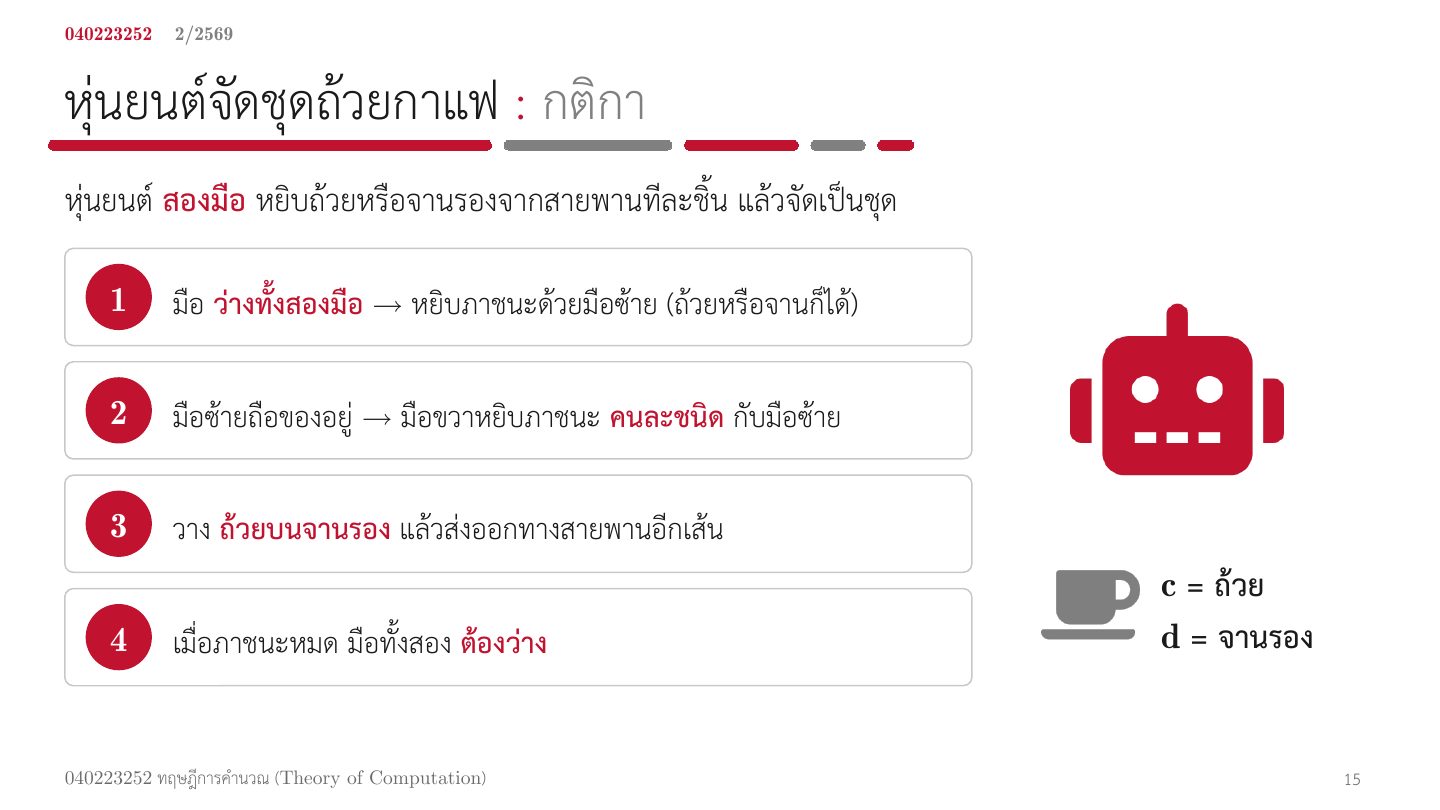 040223252 2/2569
หุ่นยนต์จัดชุดถ้วยกาแฟ : กติกา
หุ่นยนต์ สองมือ หยิบถ้วยหรือจานรองจากสายพานทีละชิ้น แล้วจัดเป็นชุด
1 มือ ว่างทั้งสองมือ → หยิบภาชนะด้วยมือซ้าย (ถ้วยหรือจานก็ได้)
2 มือซ้ายถือของอยู่ → มือขวาหยิบภาชนะ คนละชนิด กับมือซ้าย
3 วาง ถ้วยบนจานรอง แล้วส่งออกทางสายพานอีกเส้น
4 เมื่อภาชนะหมด มือทั้งสอง ต้องว่าง
c = ถ้วย
d = จานรอง
040223252 ทฤษฎีการคำนวณ (Theory of Computation) 15